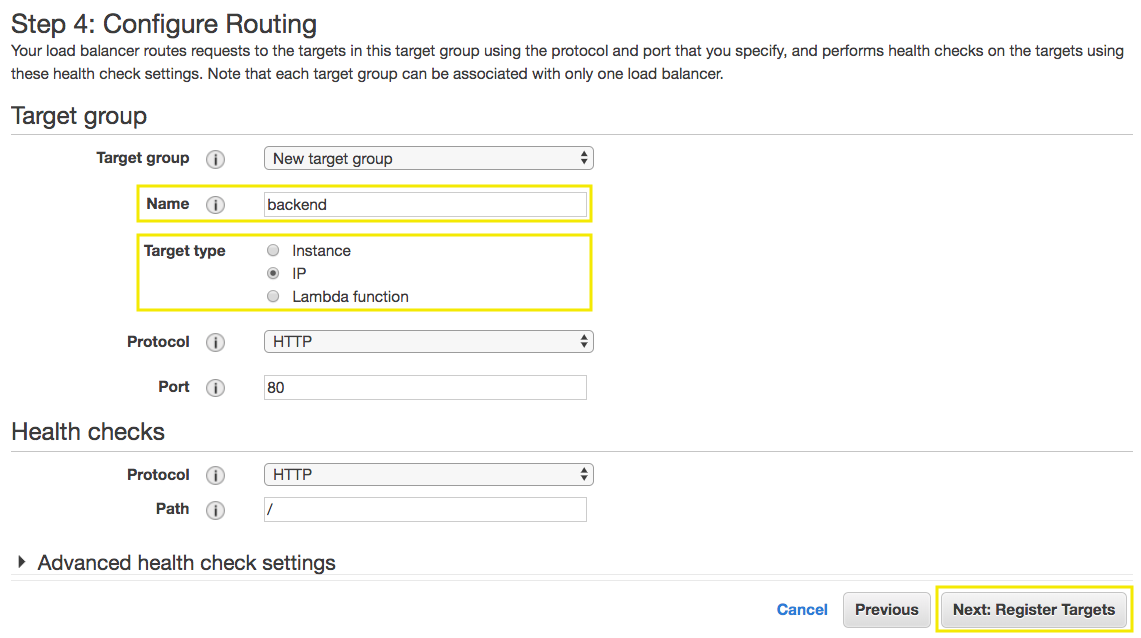 Step 4: Configure Routing
Your load balancer routes requests to the targets in this target group using the protocol and port that you specify, and performs health checks on the targets using
these health check settings. Note that each target group can be associated with only one load balancer.
Target group
Target group i New target group
Name i backend
Target type Instance
IP
Lambda function
Protocol i HTTP
Port i 80
Health checks
Protocol i HTTP
Path i /
Advanced health check settings
Cancel Previous Next: Register Targets